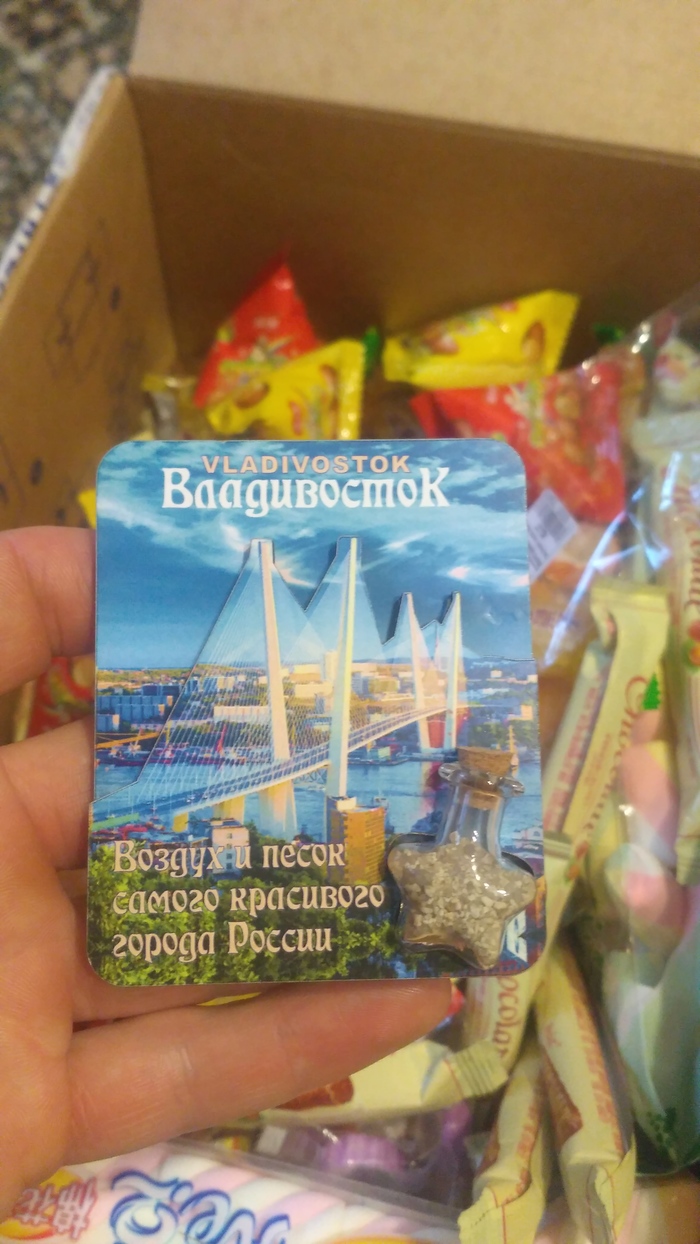 VLADIVOSTOK
Владивосток
Воздух и песок
самого красивого
города России